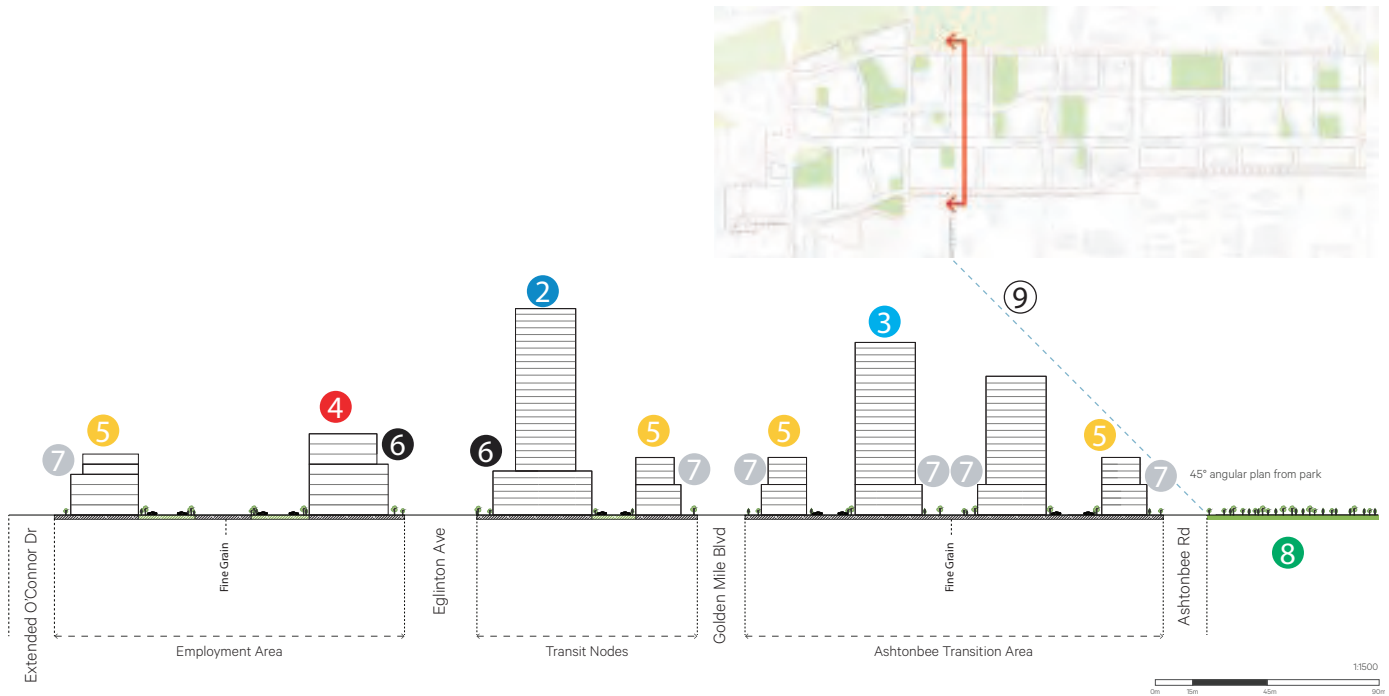 2
9
3
4
5
7
6
6
5
7
5
7
7
7
5
7
45° angular plan from park
8
Extended O'Connor Dr
Fine Grain
Eglinton Ave
Golden Mile Blvd
Fine Grain
Ashtonbee Rd
Employment Area
Transit Nodes
Ashtonbee Transition Area
1:1500
0m 15m 45m 90m